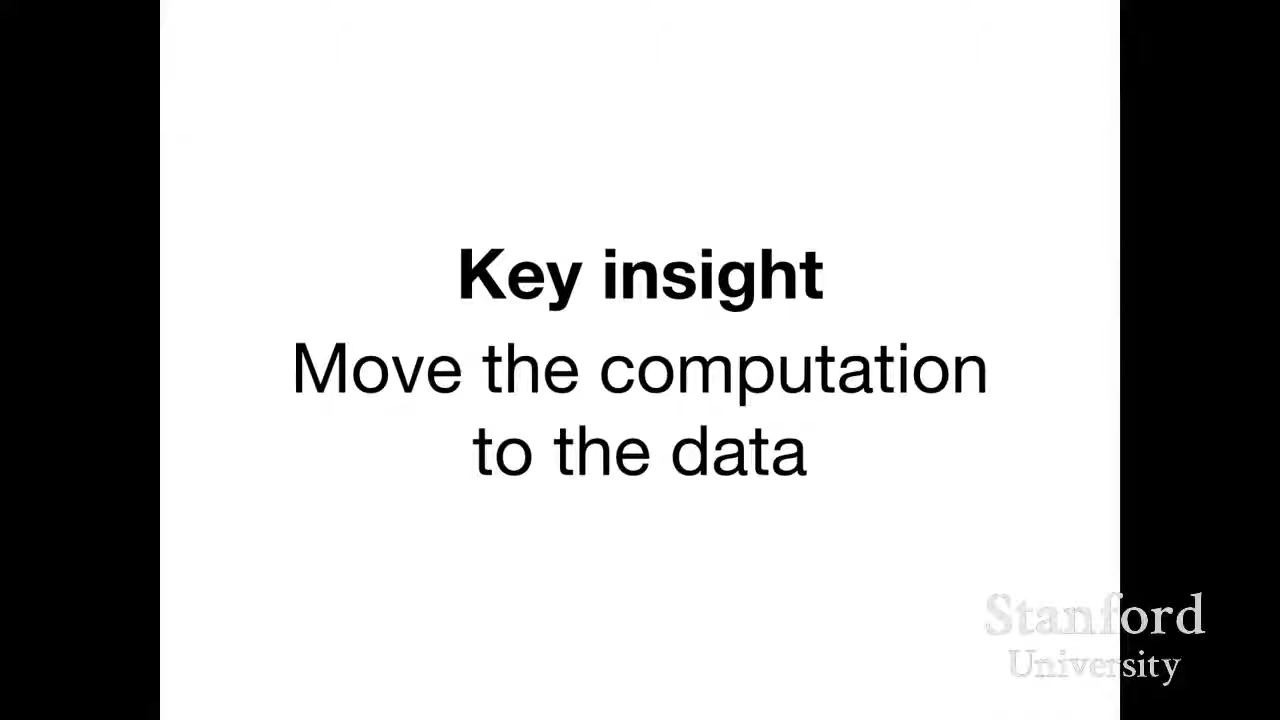 Key insight
Move the computation
to the data
Stanford
University